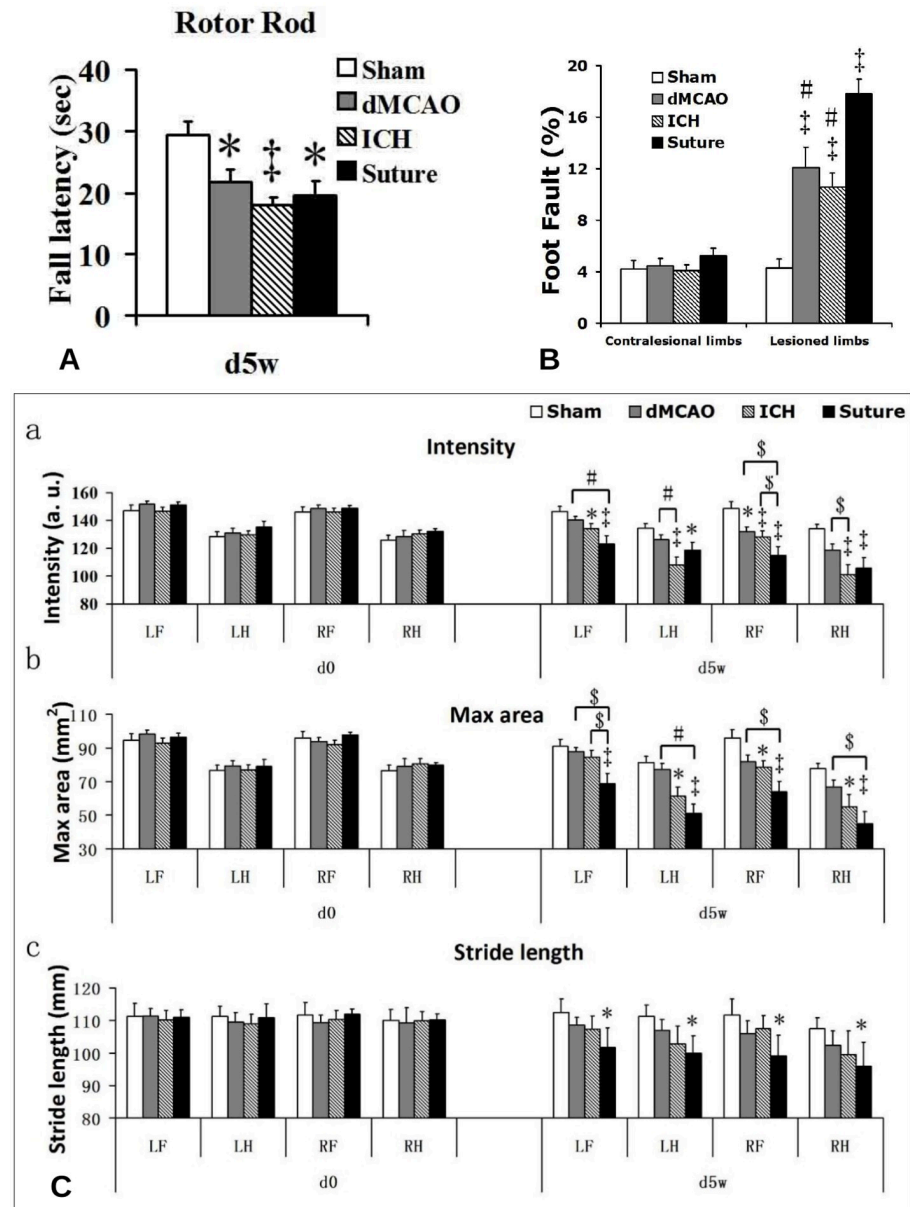 Rotor Rod
Fall latency (sec)
40
30
20
10
0
Sham
dMCAO
ICH
Suture
*
‡
*
d5w
A
Foot Fault (%)
20
16
12
8
4
0
Sham
dMCAO
ICH
Suture
#
‡
#
‡
‡
Contralesional limbs Lesioned limbs
B
Sham dMCAO ICH Suture
a
Intensity
Intensity (a. u.)
160
140
120
100
80
# # $ $ $
* ‡ ‡ * * ‡ ‡ ‡ ‡
LF LH RF RH LF LH RF RH
d0 d5w
b
Max area
Max area (mm2)
110
90
70
50
30
$ $ # $ $
‡ * ‡ * ‡ * ‡
LF LH RF RH LF LH RF RH
d0 d5w
c
Stride length
Stride length (mm)
120
110
100
90
80
* * * *
LF LH RF RH LF LH RF RH
d0 d5w
C